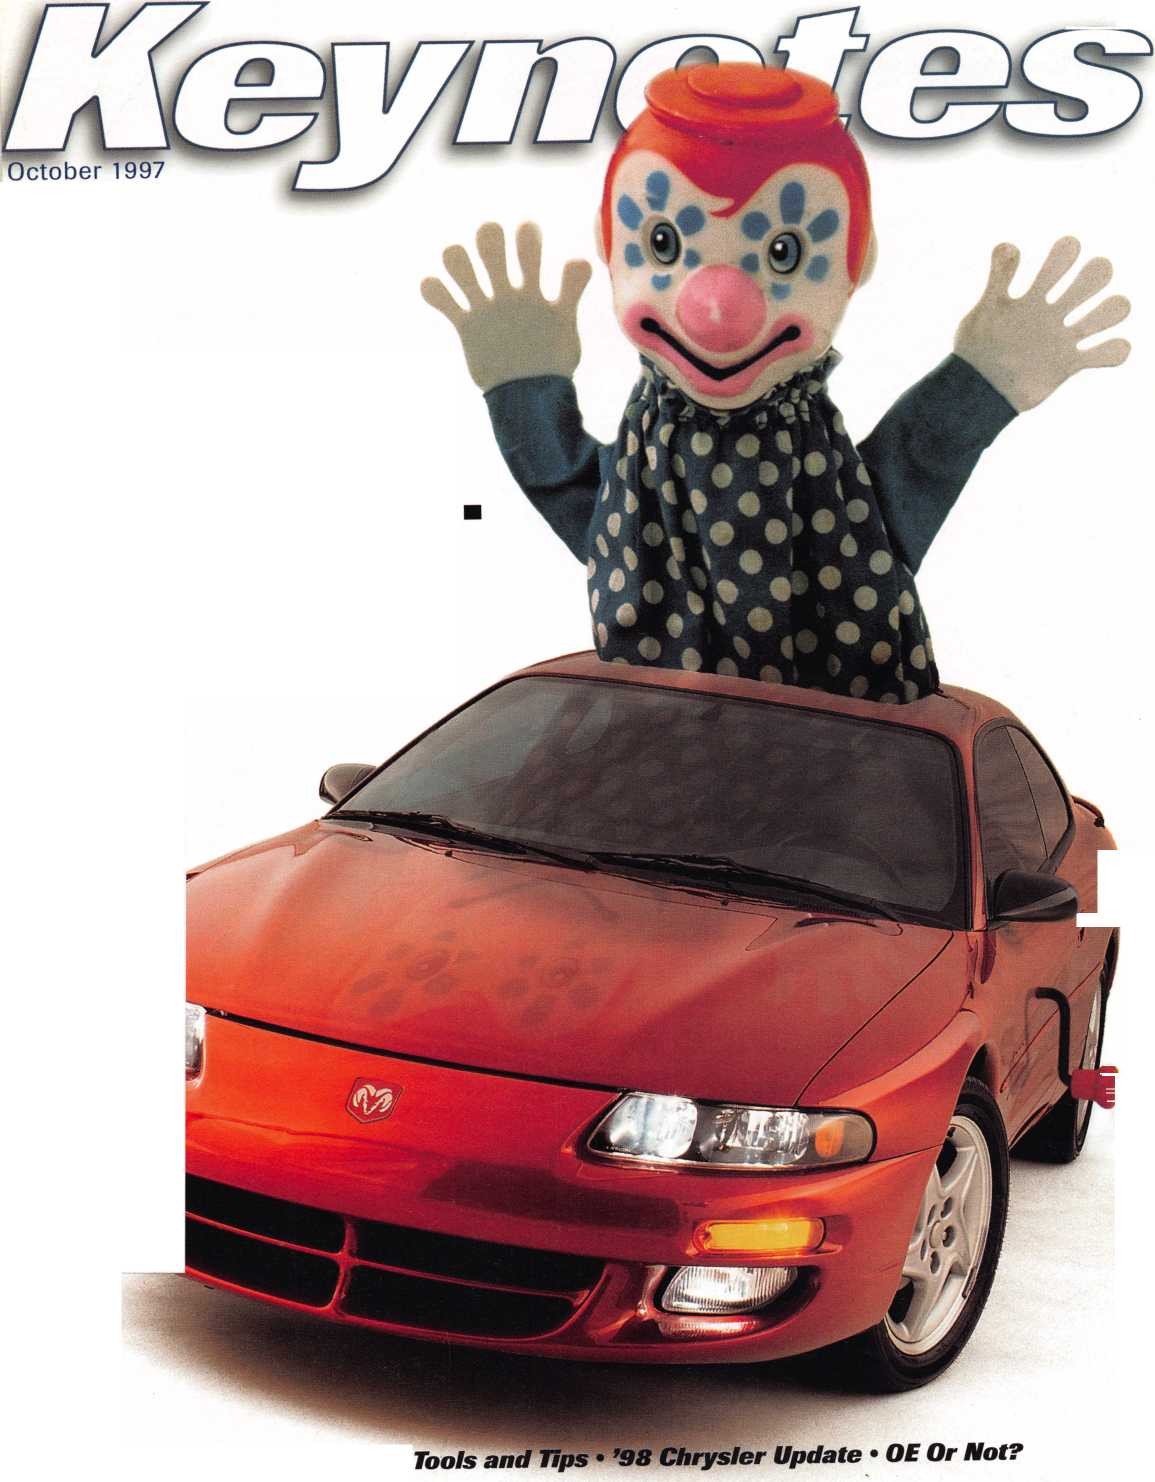 Keynotes
October 1997
Tools and Tips • '98 Chrysler Update • OE Or Not?